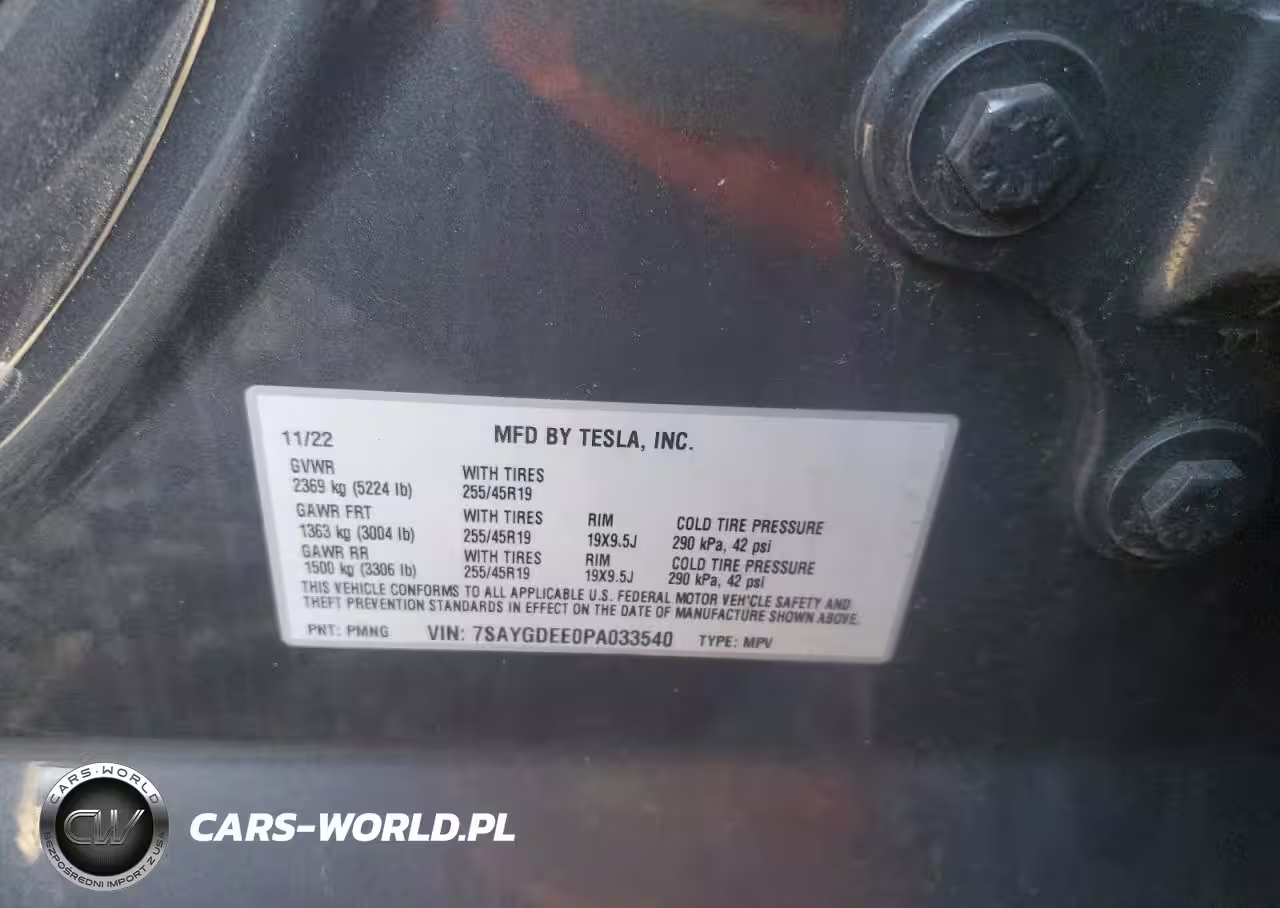 11/22
MFD BY TESLA, INC.
GVWR
2369 kg (5224 lb)
WITH TIRES
255/45R19
GAWR FRT
1363 kg (3004 lb)
WITH TIRES
255/45R19
RIM
19X9.5J
COLD TIRE PRESSURE
290 kPa, 42 psi
GAWR RR
1500 kg (3306 lb)
WITH TIRES
255/45R19
RIM
19X9.5J
COLD TIRE PRESSURE
290 kPa, 42 psi
THIS VEHICLE CONFORMS TO ALL APPLICABLE U.S. FEDERAL MOTOR VEHICLE SAFETY AND
THEFT PREVENTION STANDARDS IN EFFECT ON THE DATE OF MANUFACTURE SHOWN ABOVE.
PNT: PMNG VIN: 7SAYGDEE0PA033540 TYPE: MPV
CARS-WORLD
CW
BEZPOŚREDNI IMPORT Z USA
CARS-WORLD.PL